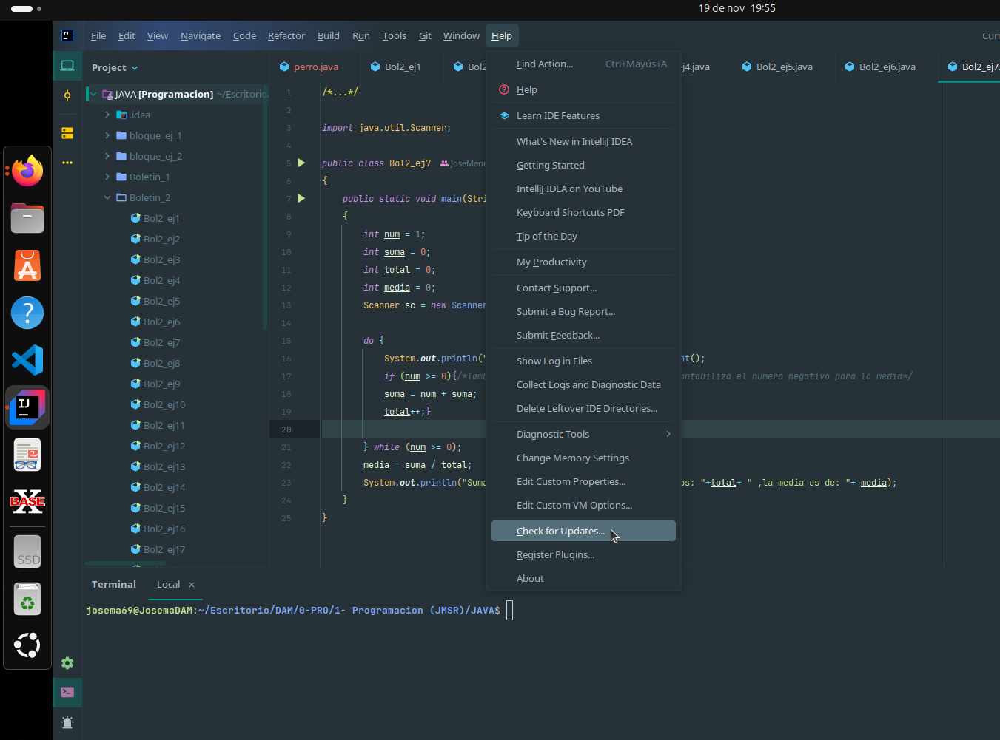 19 de nov 19:55
File Edit View Navigate Code Refactor Build Run Tools Git Window Help
Project
perro.java Bol2_ej1 Bol2_ej5.java Bol2_ej6.java Bol2_ej7.
JAVA [Programacion] ~/Escritorio/
.idea
bloque_ej_1
bloque_ej_2
Boletin_1
Boletin_2
Bol2_ej1
Bol2_ej2
Bol2_ej3
Bol2_ej4
Bol2_ej5
Bol2_ej6
Bol2_ej7
Bol2_ej8
Bol2_ej9
Bol2_ej10
Bol2_ej11
Bol2_ej12
Bol2_ej13
Bol2_ej14
Bol2_ej15
Bol2_ej16
Bol2_ej17
1 /*...*/
2
3 import java.util.Scanner;
4
5 public class Bol2_ej7 JoseManu
6 {
7 public static void main(Stri
8 {
9 int num = 1;
10 int suma = 0;
11 int total = 0;
12 int media = 0;
13 Scanner sc = new Scanner
14
15 do {
16 System.out.println(" nt();
17 if (num >= 0){/*Tamb ontabiliza el numero negativo para la media*/
18 suma = num + suma;
19 total++;}
20
21 } while (num >= 0);
22 media = suma / total;
23 System.out.println("Suma os: "+total+ " ,la media es de: "+ media);
24 }
25 }
Find Action... Ctrl+Mayús+A
Help
Learn IDE Features
What's New in IntelliJ IDEA
Getting Started
IntelliJ IDEA on YouTube
Keyboard Shortcuts PDF
Tip of the Day
My Productivity
Contact Support...
Submit a Bug Report...
Submit Feedback...
Show Log in Files
Collect Logs and Diagnostic Data
Delete Leftover IDE Directories...
Diagnostic Tools
Change Memory Settings
Edit Custom Properties...
Edit Custom VM Options...
Check for Updates...
Register Plugins...
About
Terminal Local
josema69@JosemaDAM:~/Escritorio/DAM/0-PRO/1- Programacion (JMSR)/JAVA$
IJ
BASE
SSD